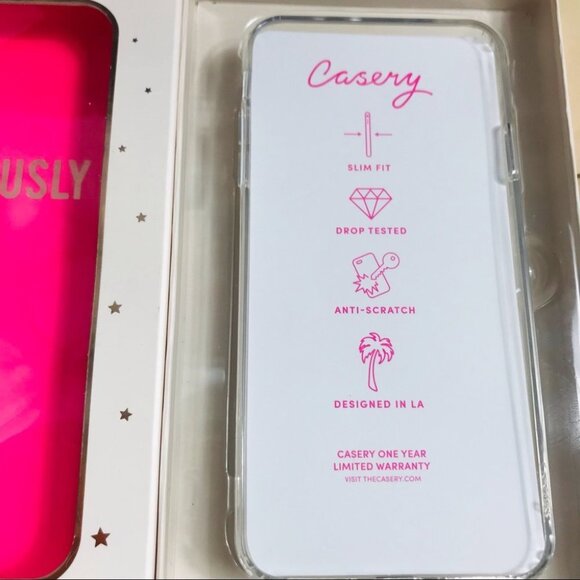 USLY
Casery
SLIM FIT
DROP TESTED
ANTI-SCRATCH
DESIGNED IN LA
CASERY ONE YEAR
LIMITED WARRANTY
VISIT THECASERY.COM